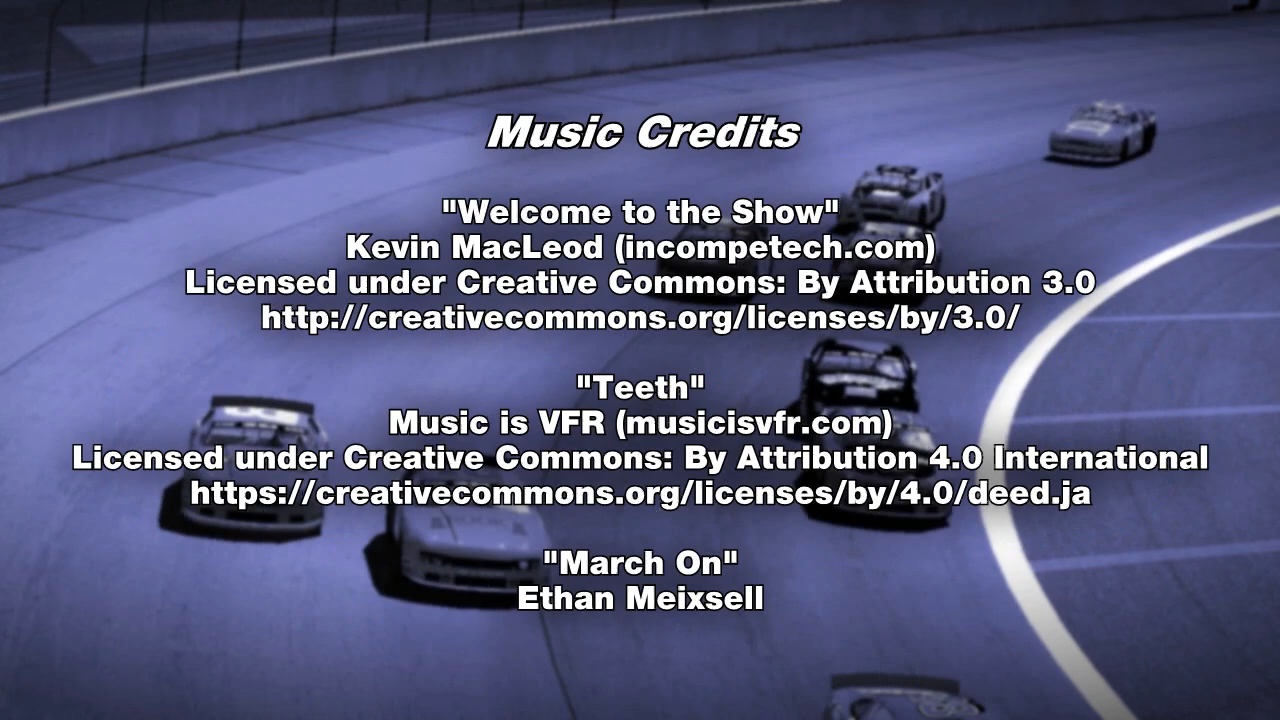 Music Credits
"Welcome to the Show"
Kevin MacLeod (incompetech.com)
Licensed under Creative Commons: By Attribution 3.0
http://creativecommons.org/licenses/by/3.0/
"Teeth"
Music is VFR (musicisvfr.com)
Licensed under Creative Commons: By Attribution 4.0 International
https://creativecommons.org/licenses/by/4.0/deed.ja
"March On"
Ethan Meixsell